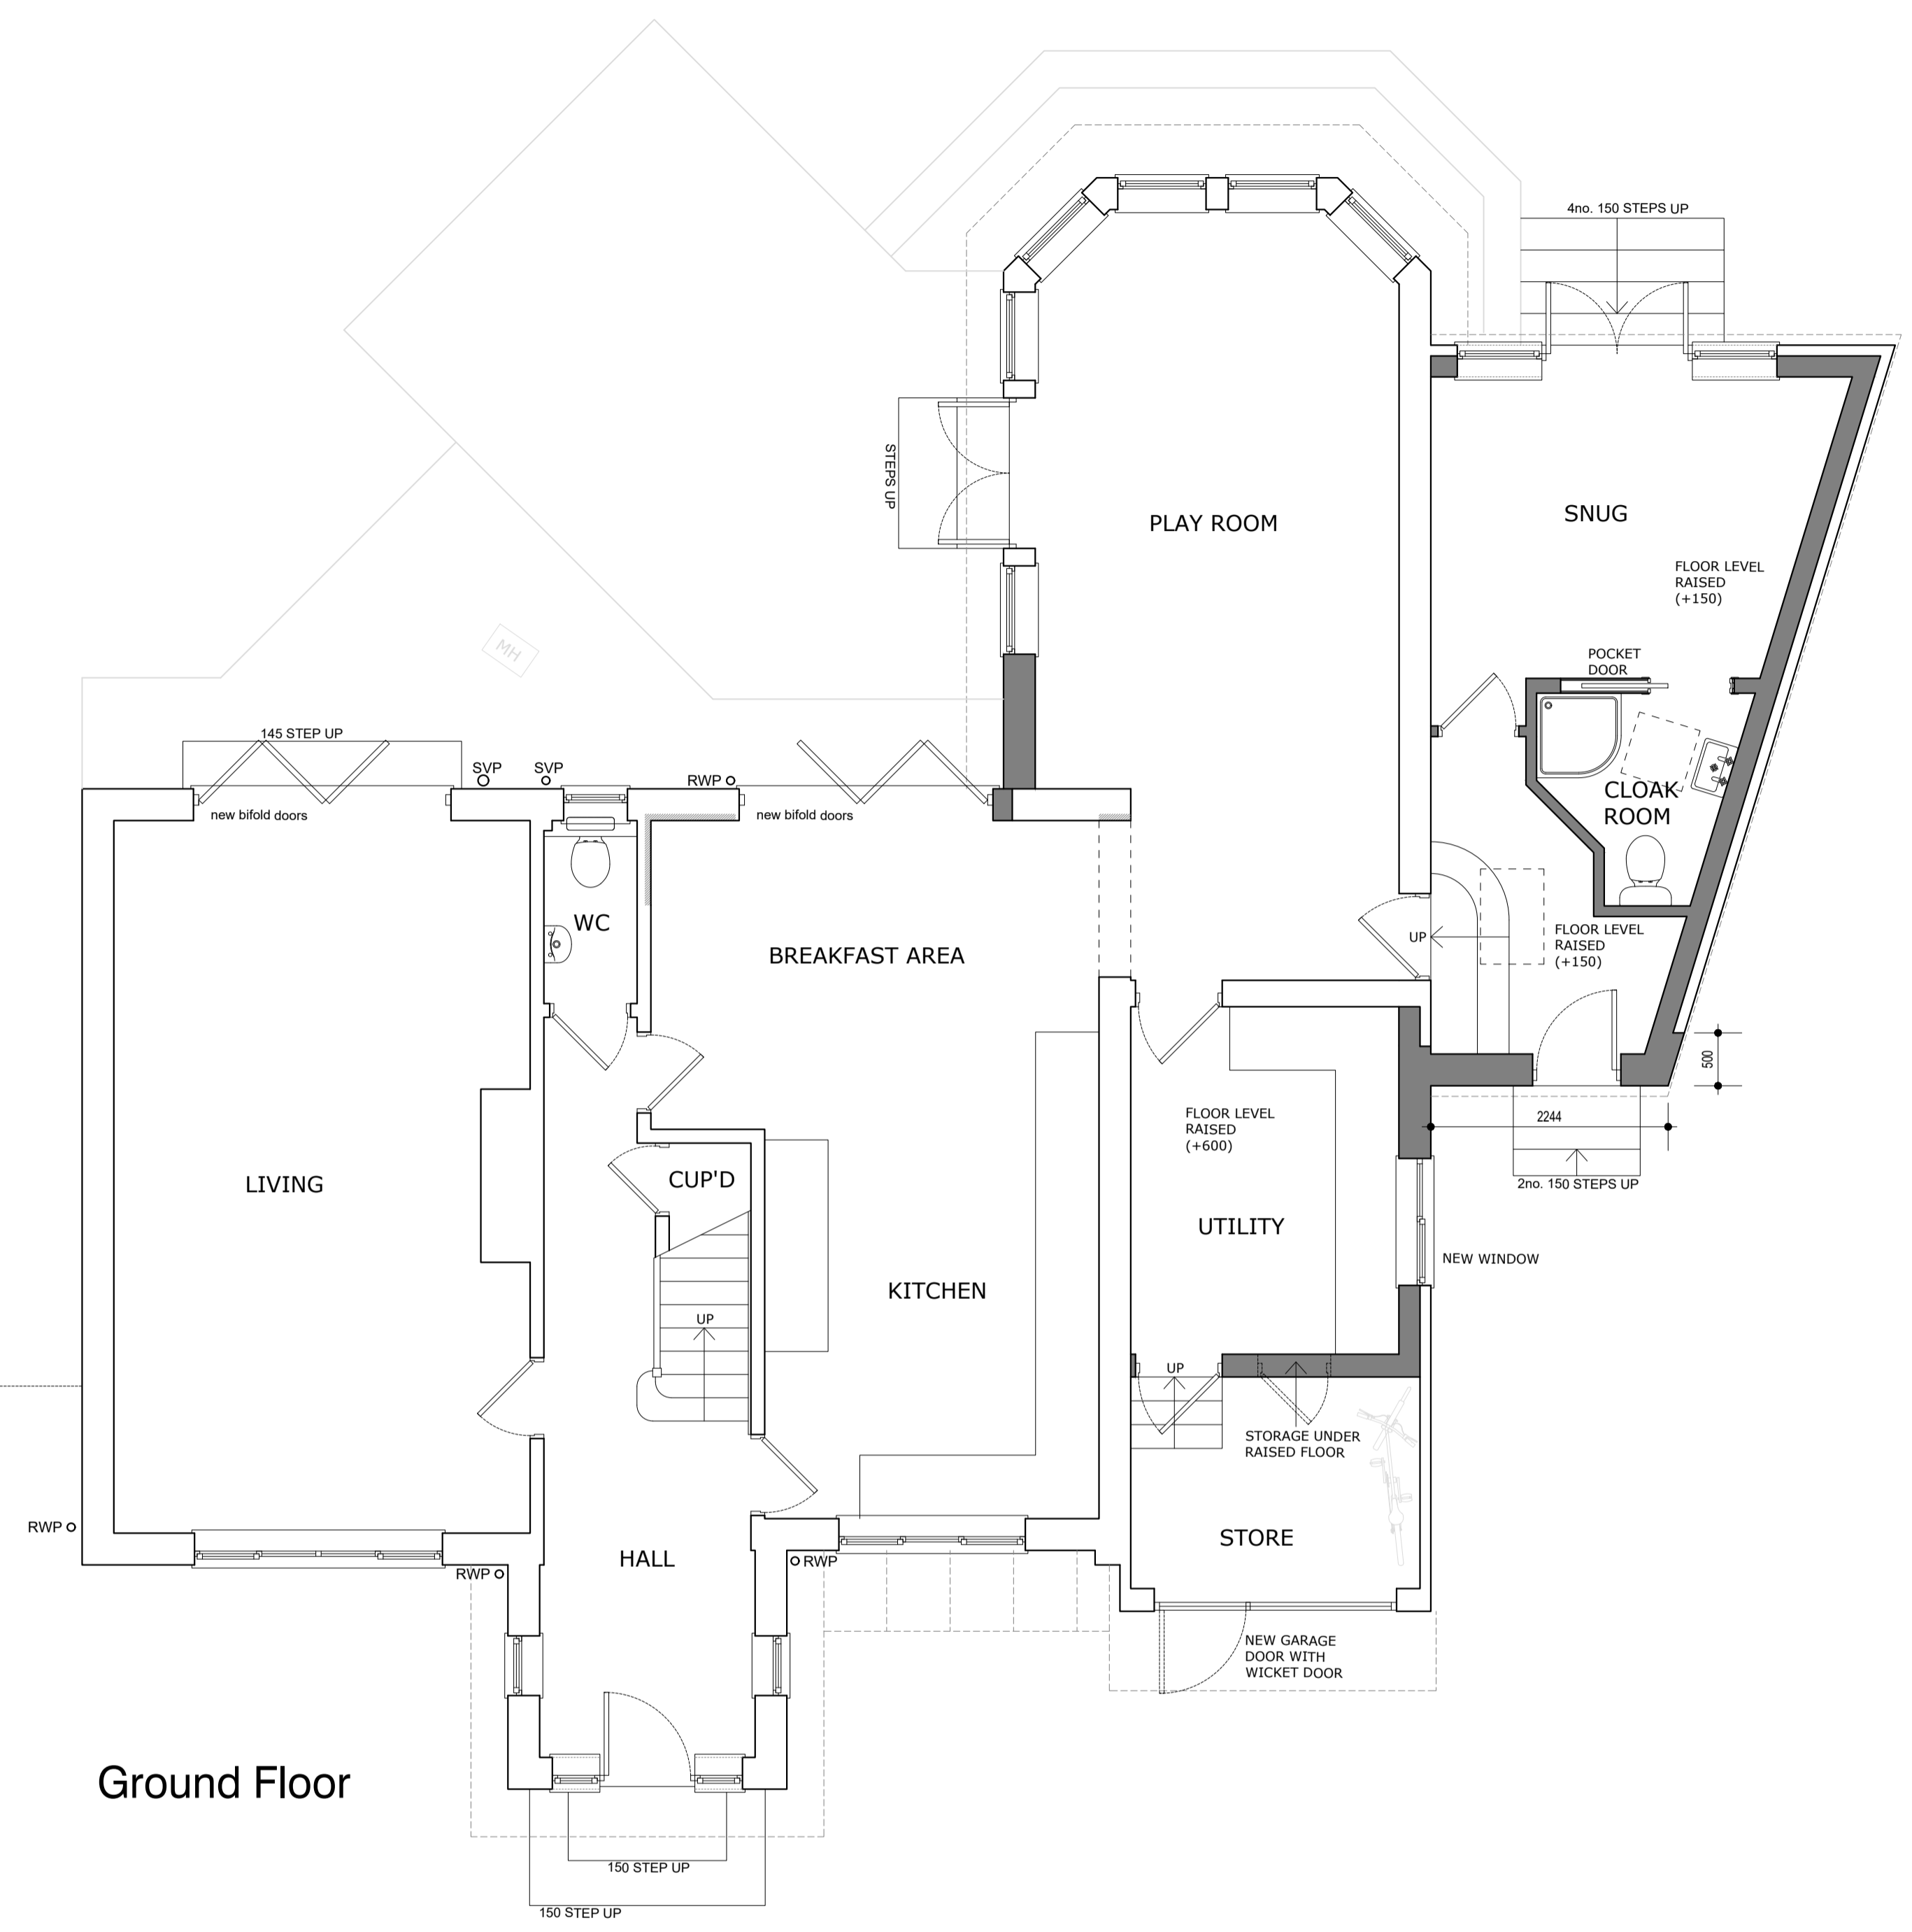 4no. 150 STEPS UP
STEPS UP
PLAY ROOM
SNUG
FLOOR LEVEL
RAISED
(+150)
MH
POCKET
DOOR
145 STEP UP
SVP
SVP
RWP
new bifold doors
new bifold doors
CLOAK
ROOM
WC
BREAKFAST AREA
UP
FLOOR LEVEL
RAISED
(+150)
500
FLOOR LEVEL
RAISED
(+600)
2244
LIVING
CUP'D
2no. 150 STEPS UP
UTILITY
NEW WINDOW
KITCHEN
UP
UP
STORAGE UNDER
RAISED FLOOR
RWP
STORE
HALL
RWP
RWP
NEW GARAGE
DOOR WITH
WICKET DOOR
Ground Floor
150 STEP UP
150 STEP UP